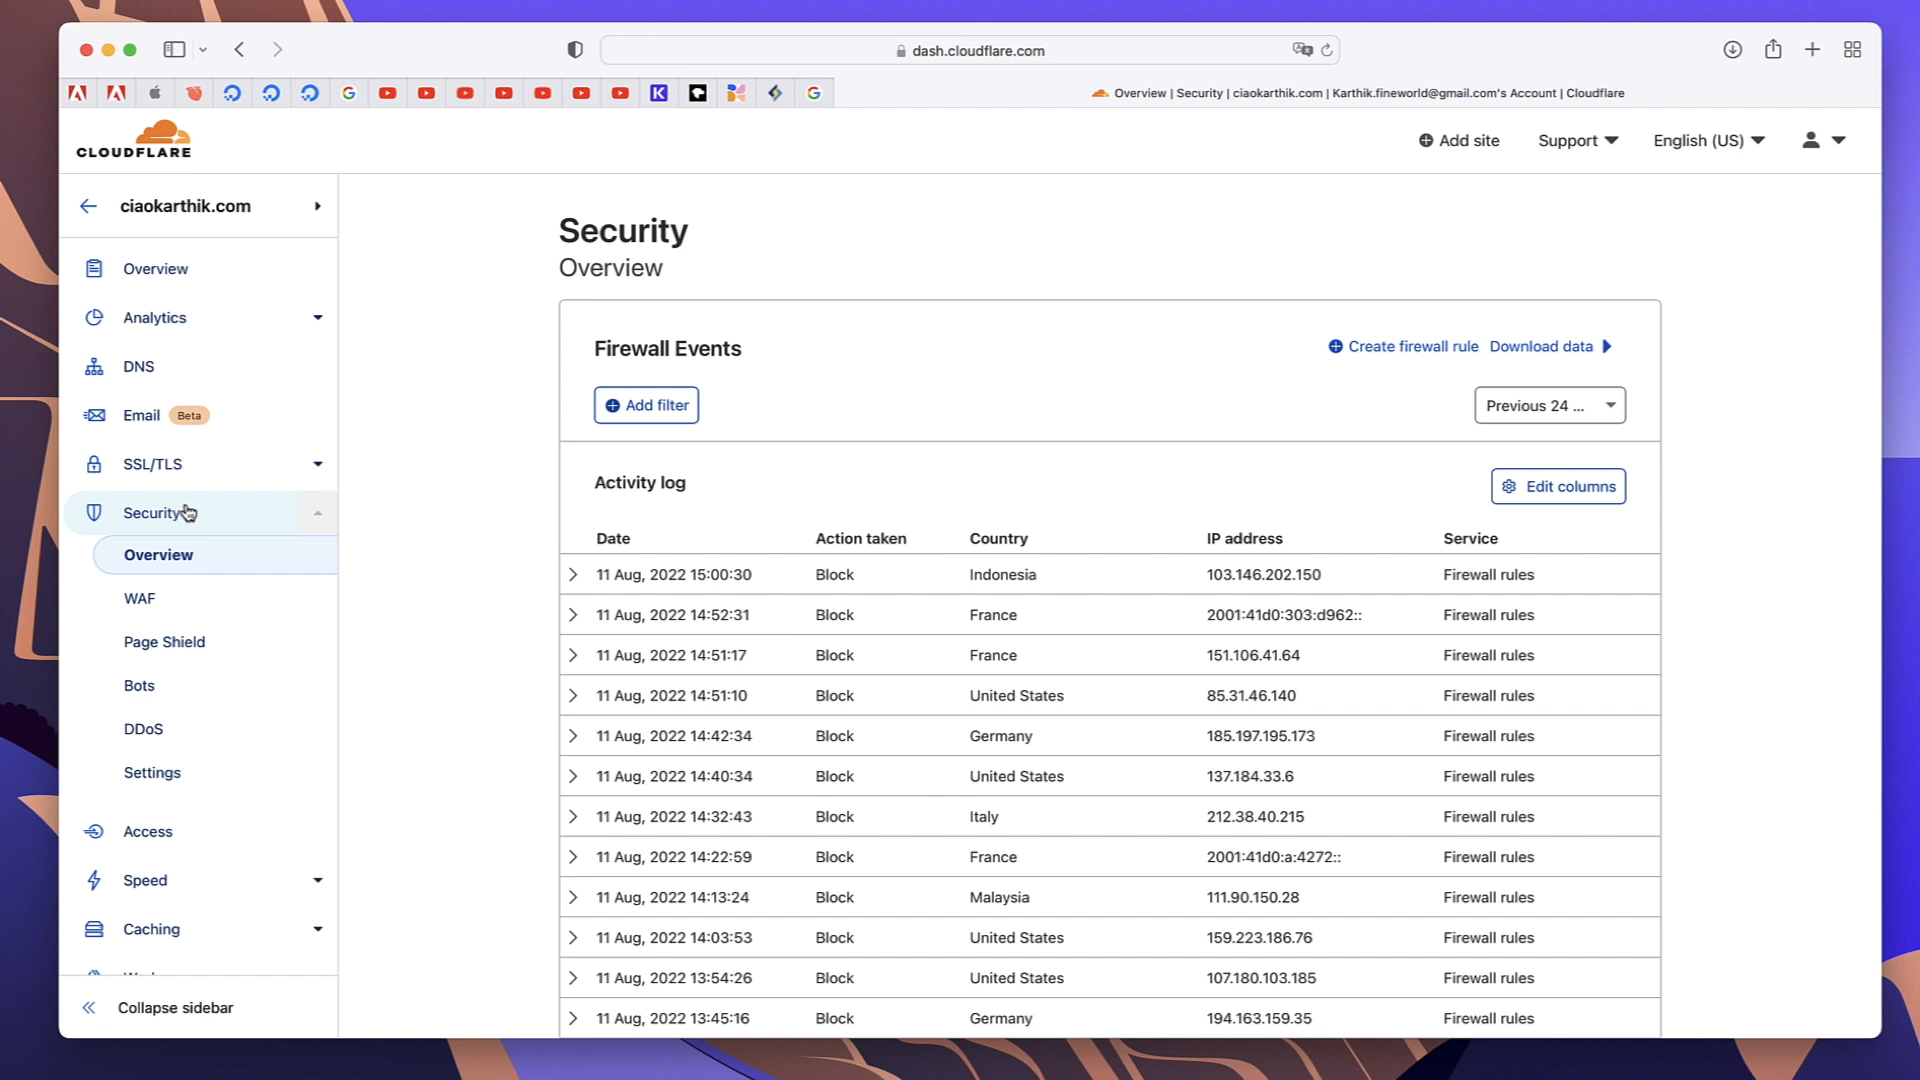 dash.cloudflare.com
Overview | Security | ciaokarthik.com | Karthik.fineworld@gmail.com's Account | Cloudflare
CLOUDFLARE
Add site
Support
English (US)
ciaokarthik.com
Overview
Analytics
DNS
Email Beta
SSL/TLS
Security
Overview
WAF
Page Shield
Bots
DDoS
Settings
Access
Speed
Caching
Collapse sidebar
Security
Overview
Firewall Events
Create firewall rule Download data
Add filter
Previous 24 ...
Activity log
Edit columns
Date Action taken Country IP address Service
11 Aug, 2022 15:00:30 Block Indonesia 103.146.202.150 Firewall rules
11 Aug, 2022 14:52:31 Block France 2001:41d0:303:d962:: Firewall rules
11 Aug, 2022 14:51:17 Block France 151.106.41.64 Firewall rules
11 Aug, 2022 14:51:10 Block United States 85.31.46.140 Firewall rules
11 Aug, 2022 14:42:34 Block Germany 185.197.195.173 Firewall rules
11 Aug, 2022 14:40:34 Block United States 137.184.33.6 Firewall rules
11 Aug, 2022 14:32:43 Block Italy 212.38.40.215 Firewall rules
11 Aug, 2022 14:22:59 Block France 2001:41d0:a:4272:: Firewall rules
11 Aug, 2022 14:13:24 Block Malaysia 111.90.150.28 Firewall rules
11 Aug, 2022 14:03:53 Block United States 159.223.186.76 Firewall rules
11 Aug, 2022 13:54:26 Block United States 107.180.103.185 Firewall rules
11 Aug, 2022 13:45:16 Block Germany 194.163.159.35 Firewall rules